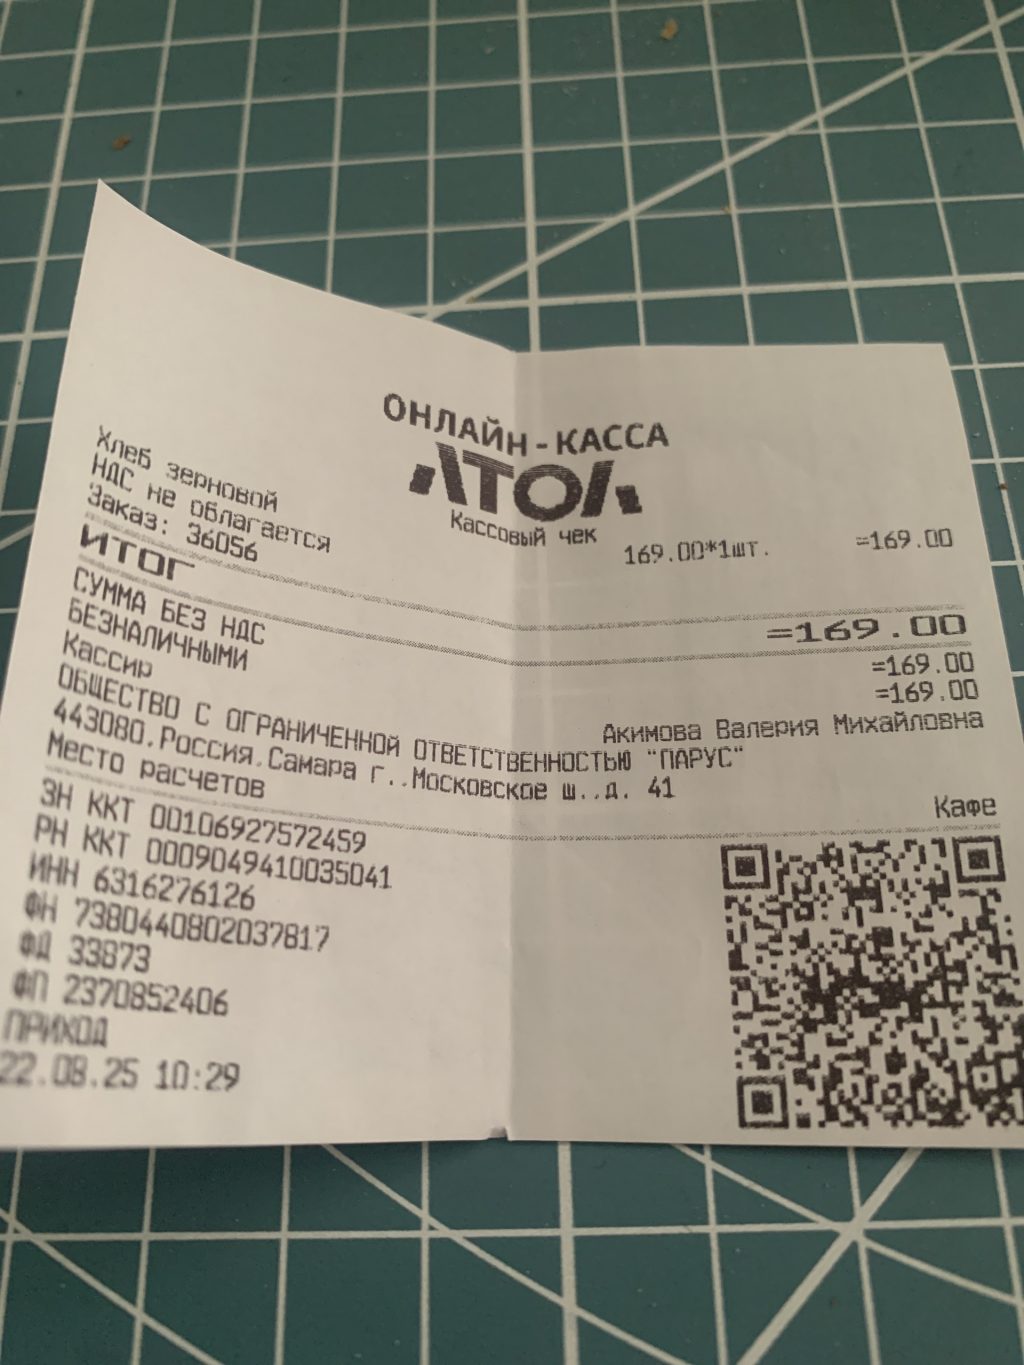 ОНЛАЙН-КАССА
АТОЛ
Кассовый чек
Хлеб зерновой 169.00*1шт. =169.00
НДС не облагается
Заказ: 36056
ИТОГ =169.00
СУММА БЕЗ НДС =169.00
БЕЗНАЛИЧНЫМИ =169.00
Кассир Акимова Валерия Михайловна
ОБЩЕСТВО С ОГРАНИЧЕННОЙ ОТВЕТСТВЕННОСТЬЮ "ПАРУС"
443080,Россия,Самара г.,Московское ш.,д. 41
Место расчетов Кафе
ЗН ККТ 00106927572459
РН ККТ 0009049410035041
ИНН 6316276126
ФН 7380440802037817
ФД 33873
ФП 2370852406
ПРИХОД
22.08.25 10:29